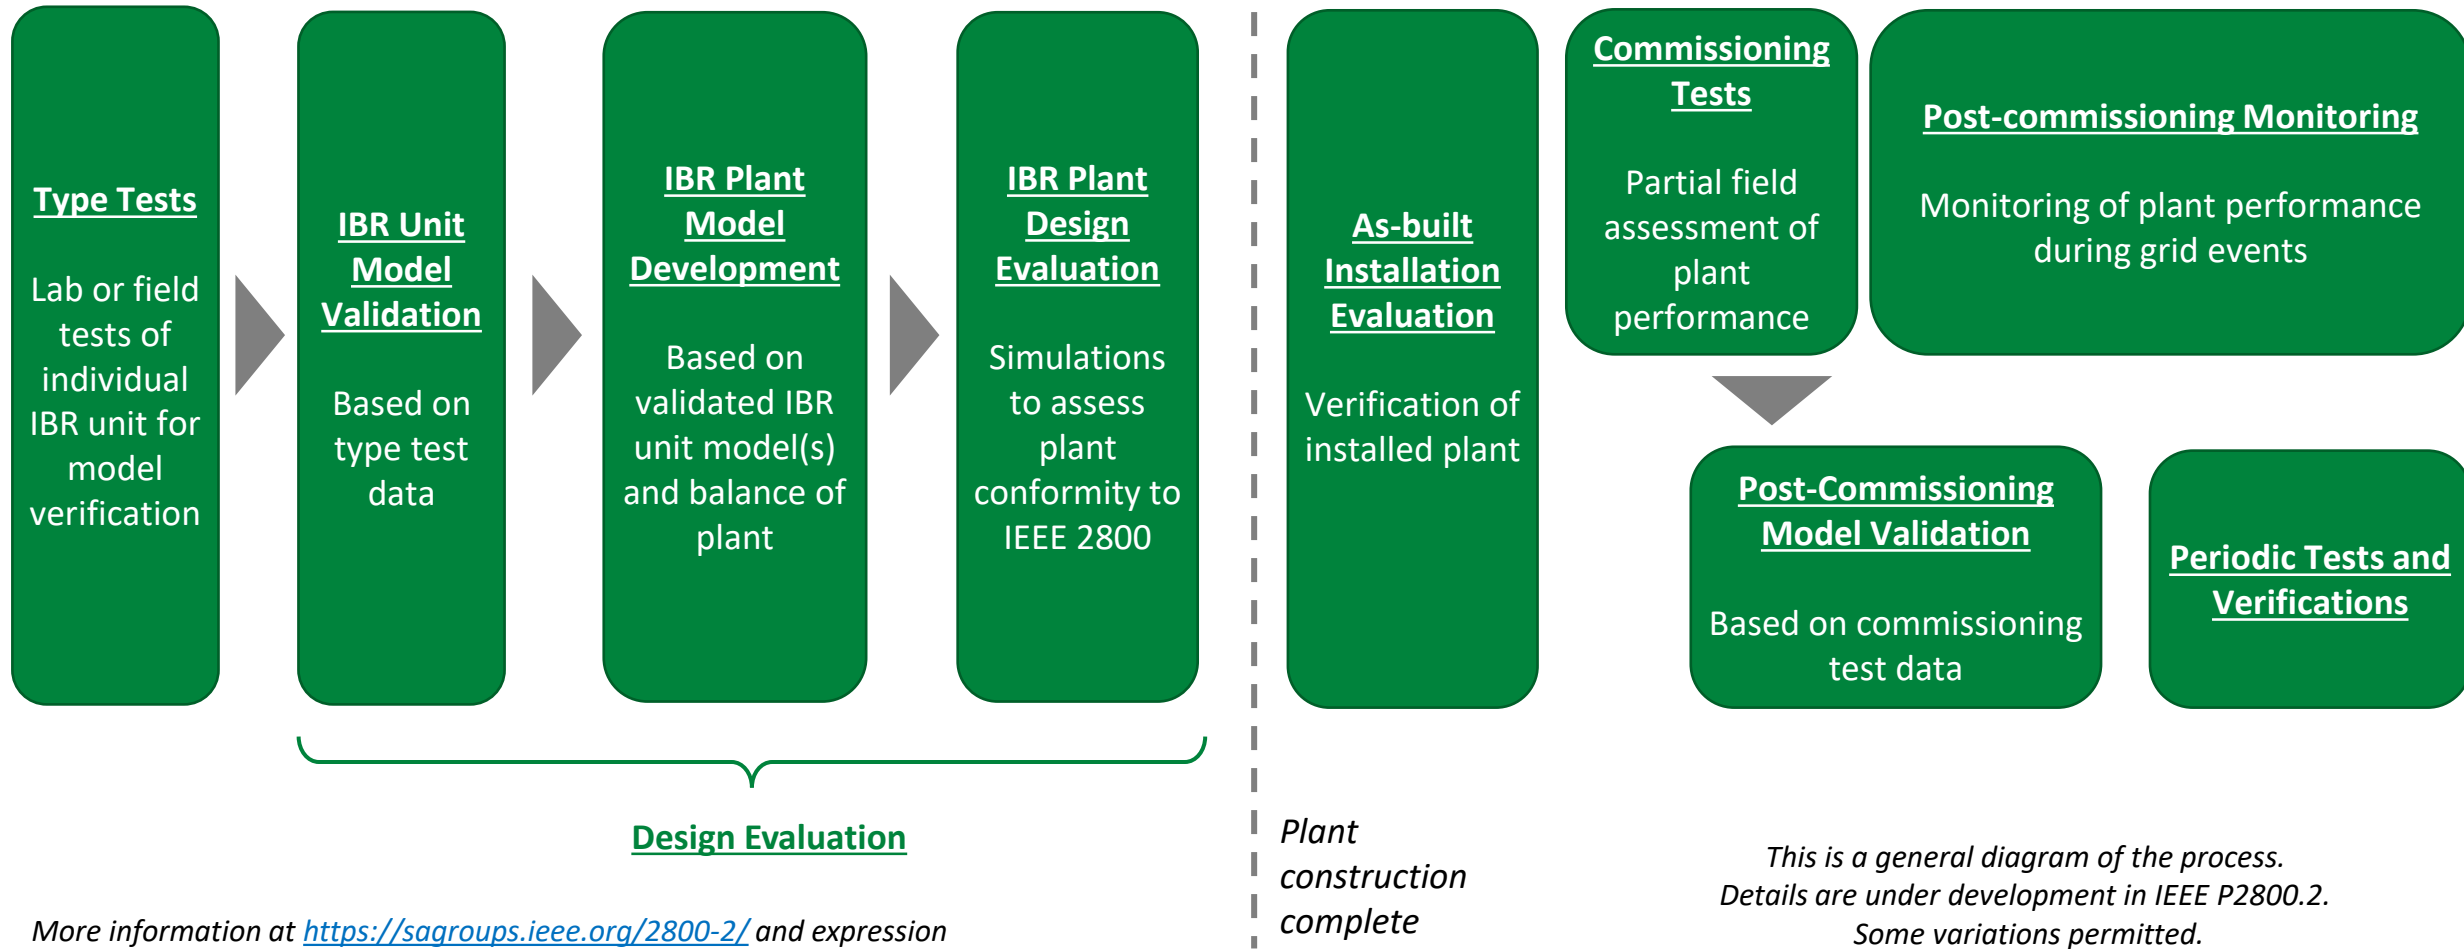 Type Tests
Lab or field
tests of
individual
IBR unit for
model
verification
IBR Unit
Model
Validation
Based on
type test
data
IBR Plant
Model
Development
Based on
validated IBR
unit model(s)
and balance of
plant
IBR Plant
Design
Evaluation
Simulations
to assess
plant
conformity to
IEEE 2800
Design Evaluation
As-built
Installation
Evaluation
Verification of
installed plant
Commissioning
Tests
Partial field
assessment of
plant
performance
Post-commissioning Monitoring
Monitoring of plant performance
during grid events
Post-Commissioning
Model Validation
Based on commissioning
test data
Periodic Tests and
Verifications
Plant
construction
complete
This is a general diagram of the process.
Details are under development in IEEE P2800.2.
Some variations permitted.
More information at https://sagroups.ieee.org/2800-2/ and expression